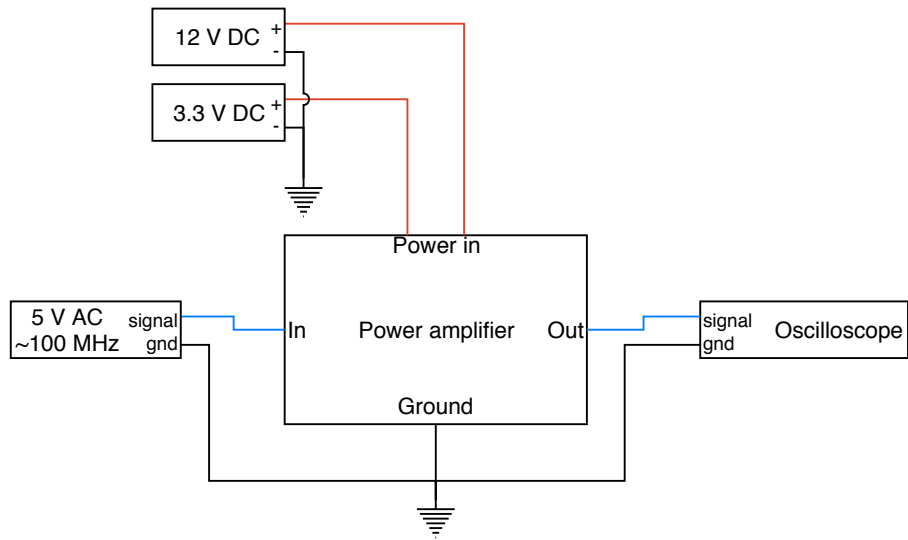 12 V DC
+
-
3.3 V DC
+
-
Power in
5 V AC
~100 MHz
signal
gnd
In
Power amplifier
Out
signal
gnd
Oscilloscope
Ground